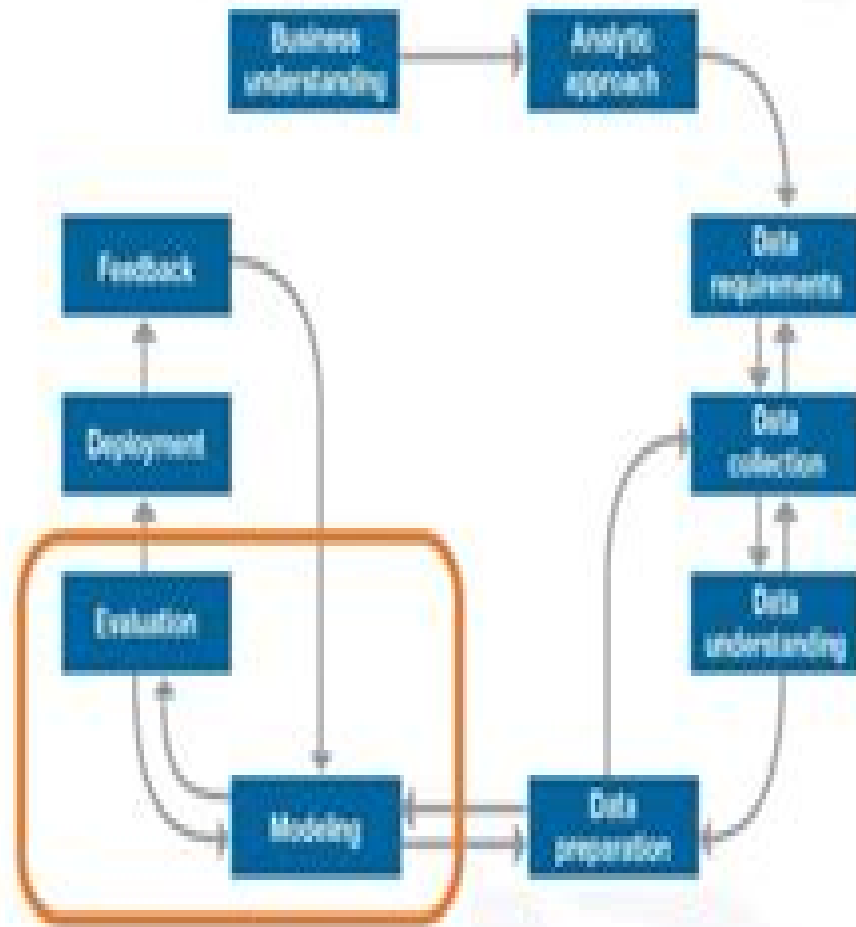 Business
understanding
Analytic
approach
Data
requirements
Data
collection
Data
understanding
Data
preparation
Modeling
Evaluation
Deployment
Feedback